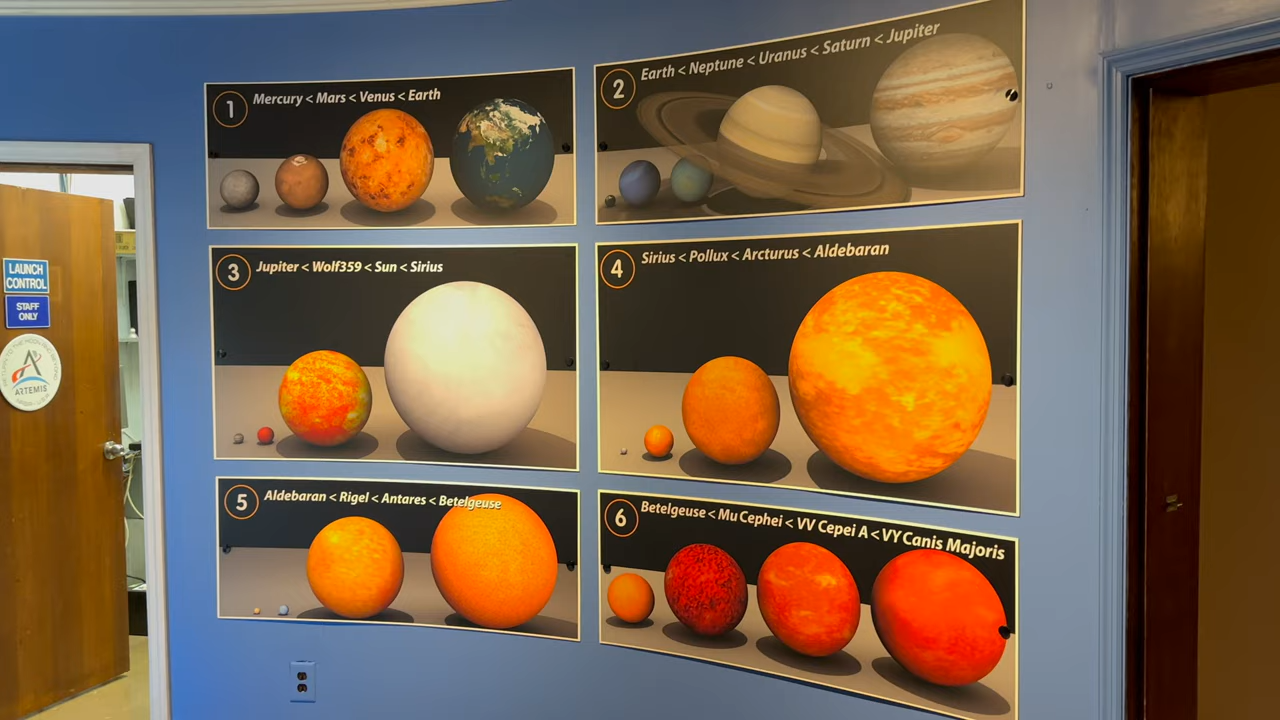 1
Mercury < Mars < Venus < Earth
2
Earth < Neptune < Uranus < Saturn < Jupiter
3
Jupiter < Wolf359 < Sun < Sirius
4
Sirius < Pollux < Arcturus < Aldebaran
5
Aldebaran < Rigel < Antares < Betelgeuse
6
Betelgeuse < Mu Cephei < VV Cepei A < VY Canis Majoris
LAUNCH
CONTROL
STAFF
ONLY
ARTEMIS